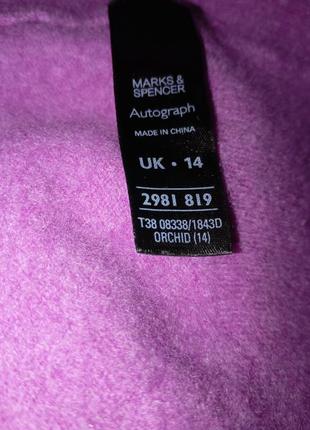 MARKS &
SPENCER
Autograph
MADE IN CHINA
UK • 14
2981 819
T38 08338/1843D
ORCHID (14)